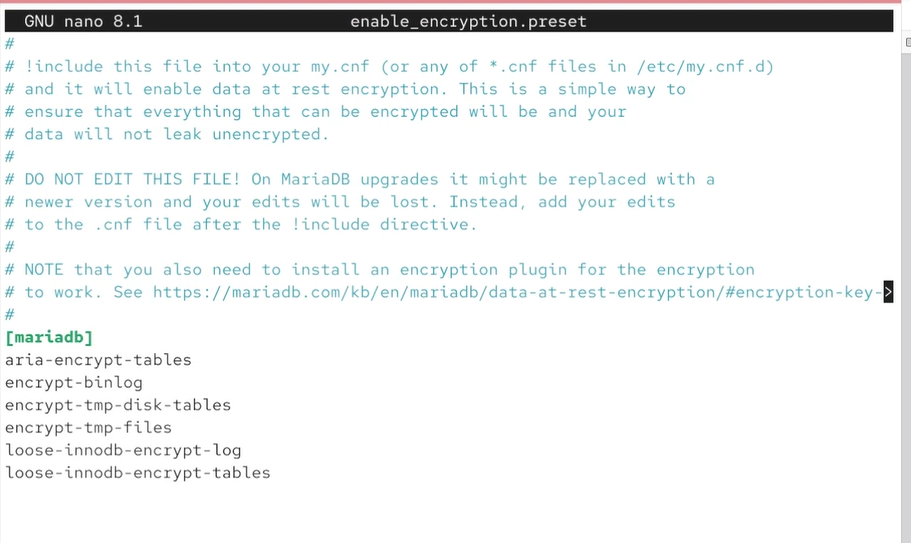 GNU nano 8.1 enable_encryption.preset
#
# !include this file into your my.cnf (or any of *.cnf files in /etc/my.cnf.d)
# and it will enable data at rest encryption. This is a simple way to
# ensure that everything that can be encrypted will be and your
# data will not leak unencrypted.
#
# DO NOT EDIT THIS FILE! On MariaDB upgrades it might be replaced with a
# newer version and your edits will be lost. Instead, add your edits
# to the .cnf file after the !include directive.
#
# NOTE that you also need to install an encryption plugin for the encryption
# to work. See https://mariadb.com/kb/en/mariadb/data-at-rest-encryption/#encryption-key->
#
[mariadb]
aria-encrypt-tables
encrypt-binlog
encrypt-tmp-disk-tables
encrypt-tmp-files
loose-innodb-encrypt-log
loose-innodb-encrypt-tables